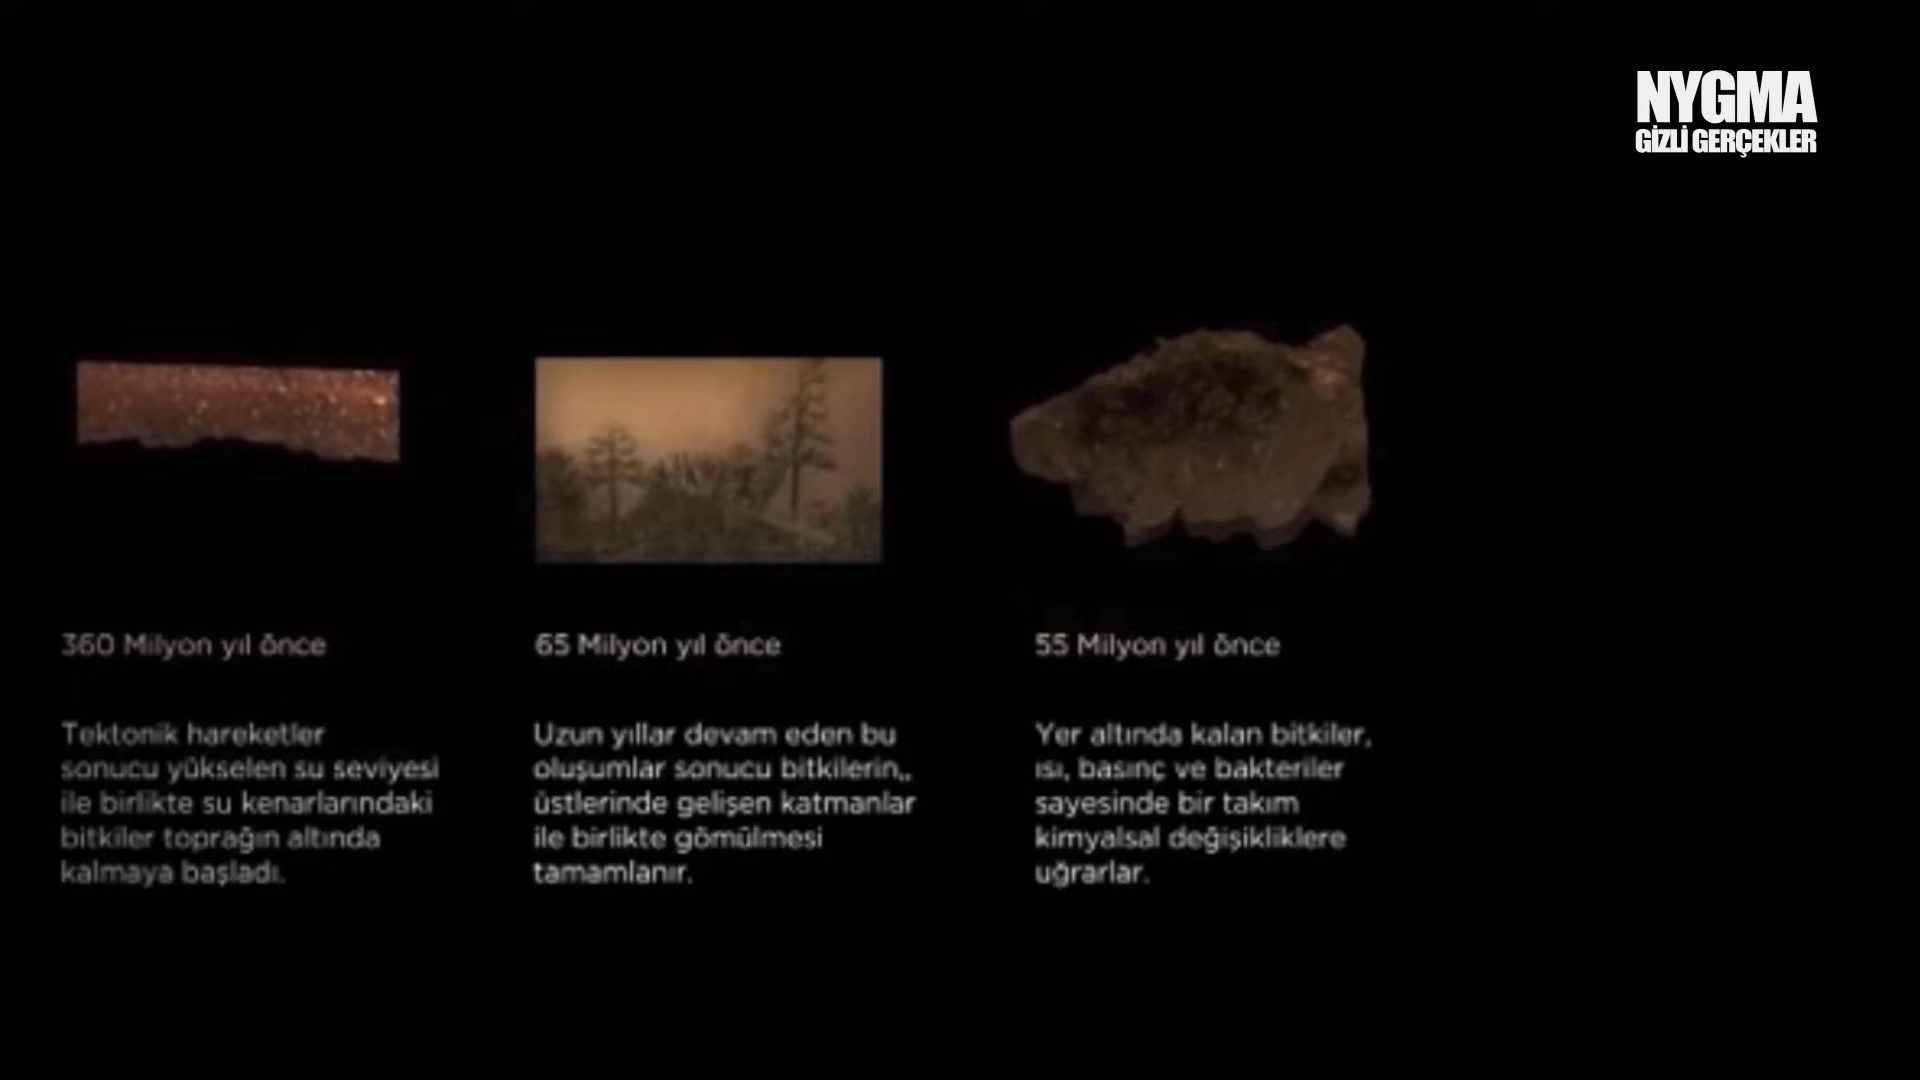 NYGMA
GİZLİ GERÇEKLER
360 Milyon yıl önce
Tektonik hareketler
sonucu yükselen su seviyesi
ile birlikte su kenarlarındaki
bitkiler toprağın altında
kalmaya başladı.
65 Milyon yıl önce
Uzun yıllar devam eden bu
oluşumlar sonucu bitkilerin,,
üstlerinde gelişen katmanlar
ile birlikte gömülmesi
tamamlanır.
55 Milyon yıl önce
Yer altında kalan bitkiler,
ısı, basınç ve bakteriler
sayesinde bir takım
kimyalsal değişikliklere
uğrarlar.